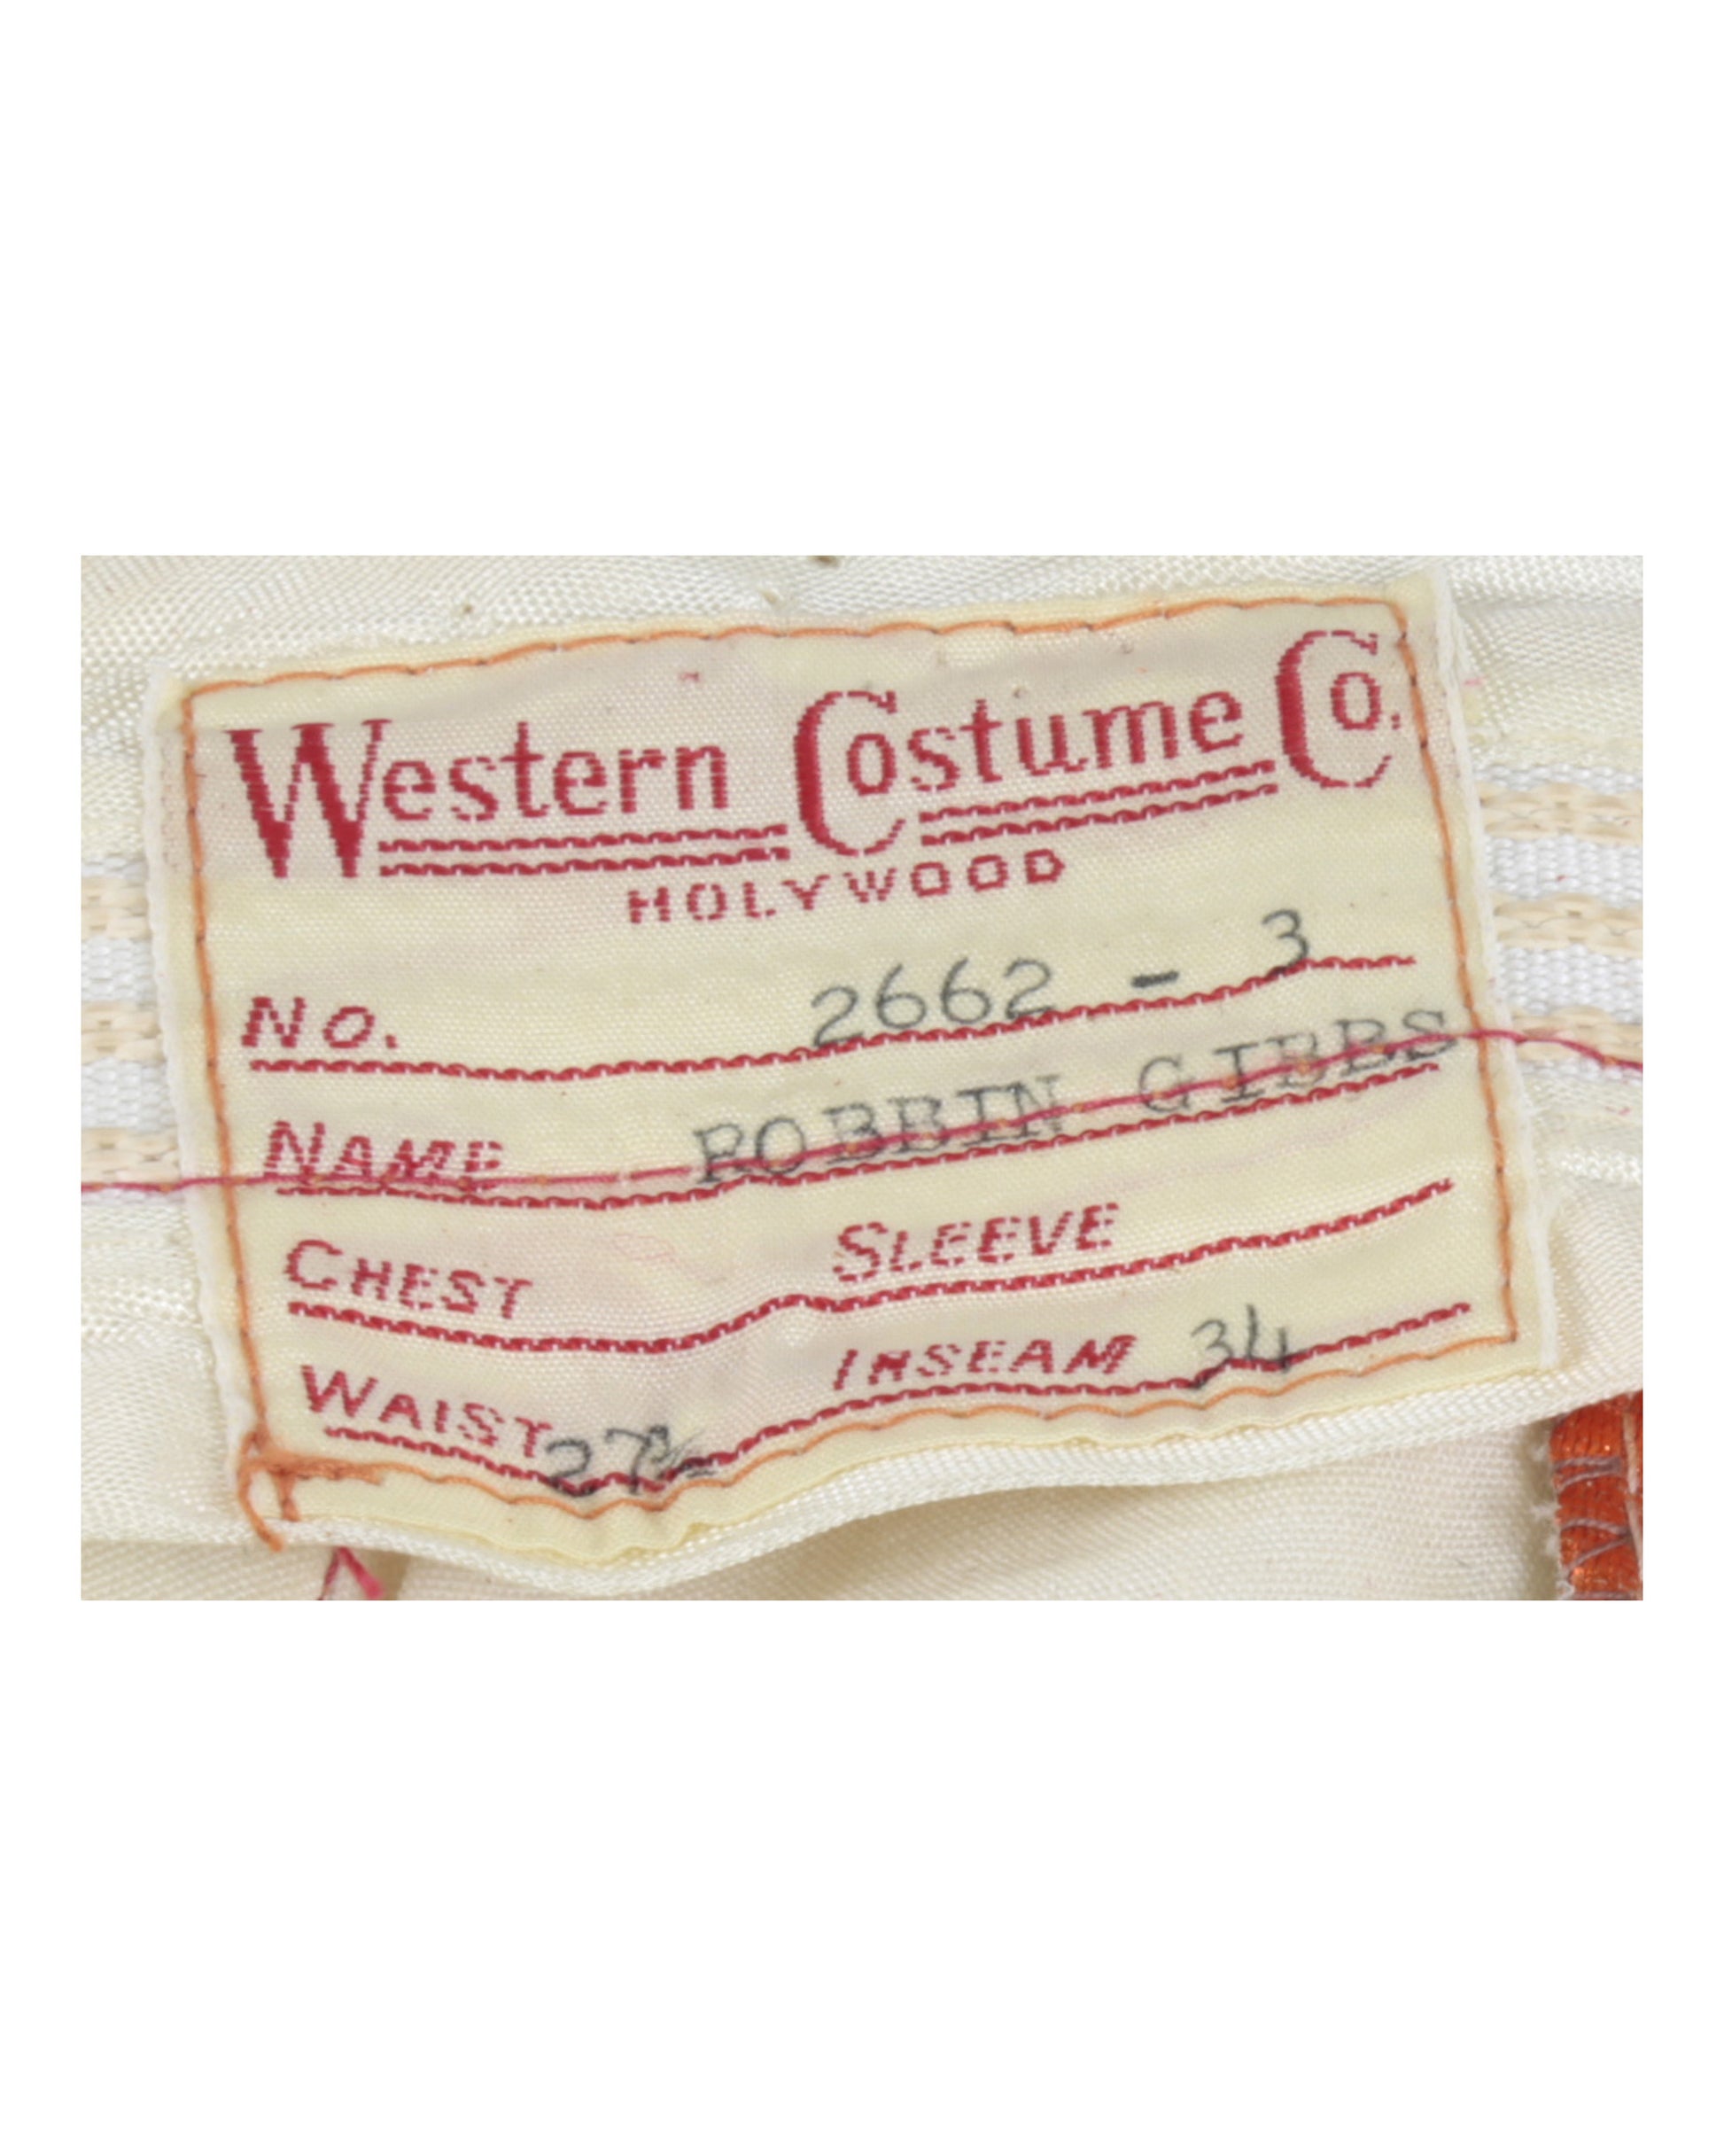 Western Costume Co.
HOLYWOOD
No. 2662 - 3
NAME ROBBIN GIBBS
CHEST SLEEVE
WAIST INSEAM 34